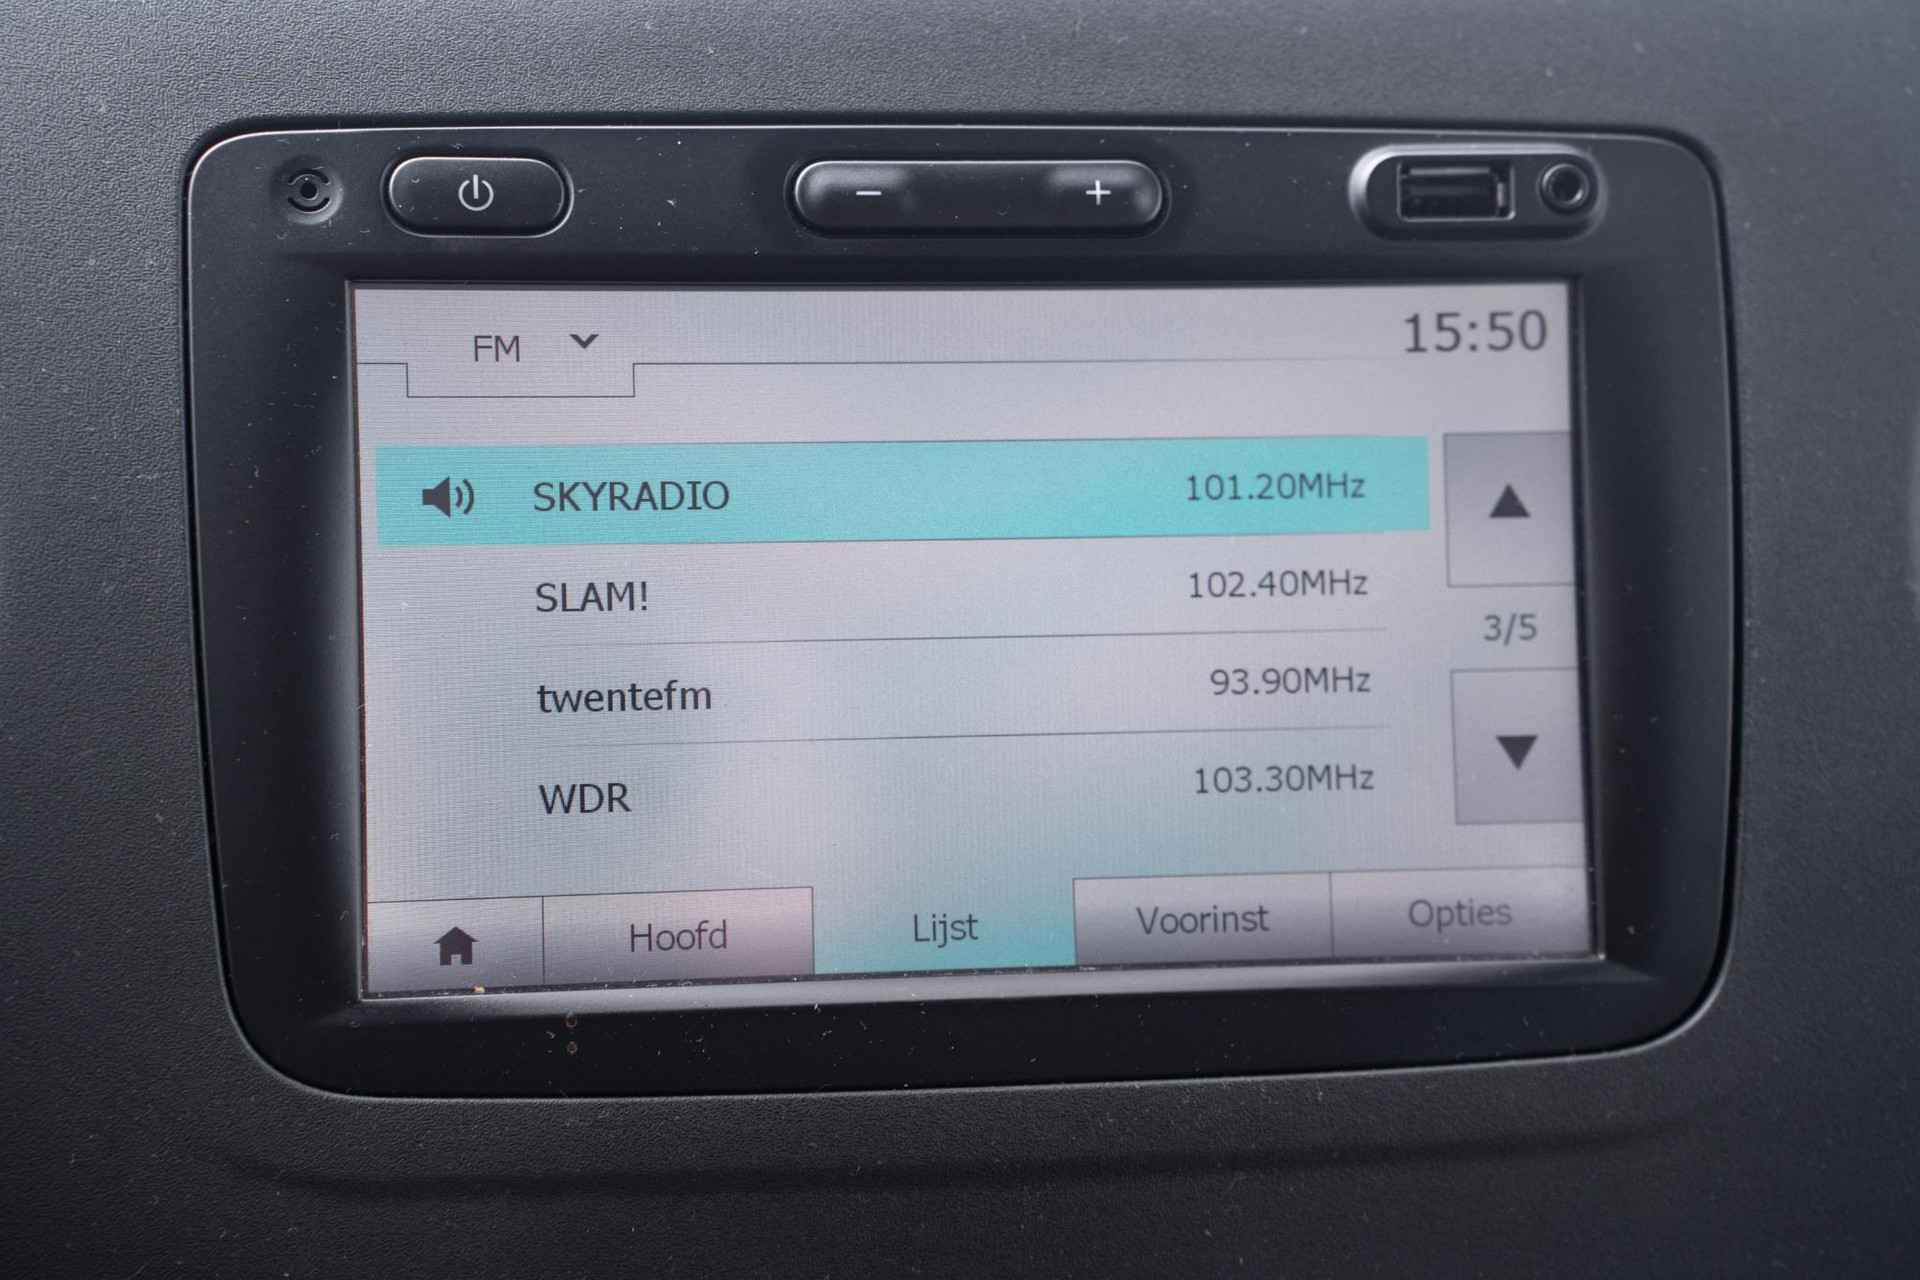 FM
15:50
SKYRADIO 101.20MHz
SLAM! 102.40MHz
3/5
twentefm 93.90MHz
WDR 103.30MHz
Hoofd Lijst Voorinst Opties